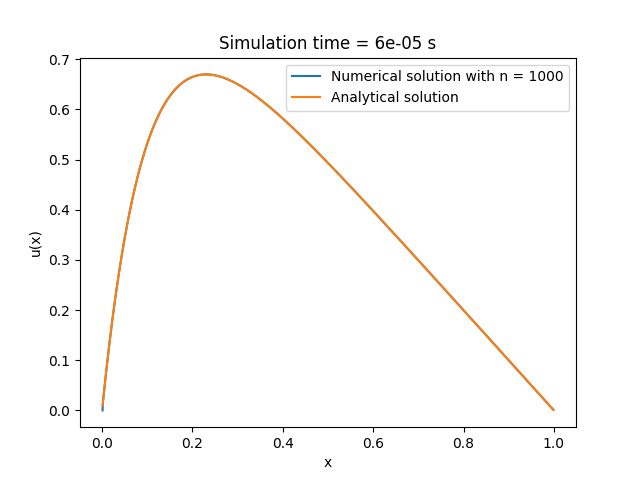 Simulation time = 6e-05 s
Numerical solution with n = 1000
Analytical solution
u(x)
0.7
0.6
0.5
0.4
0.3
0.2
0.1
0.0
0.0 0.2 0.4 0.6 0.8 1.0
x